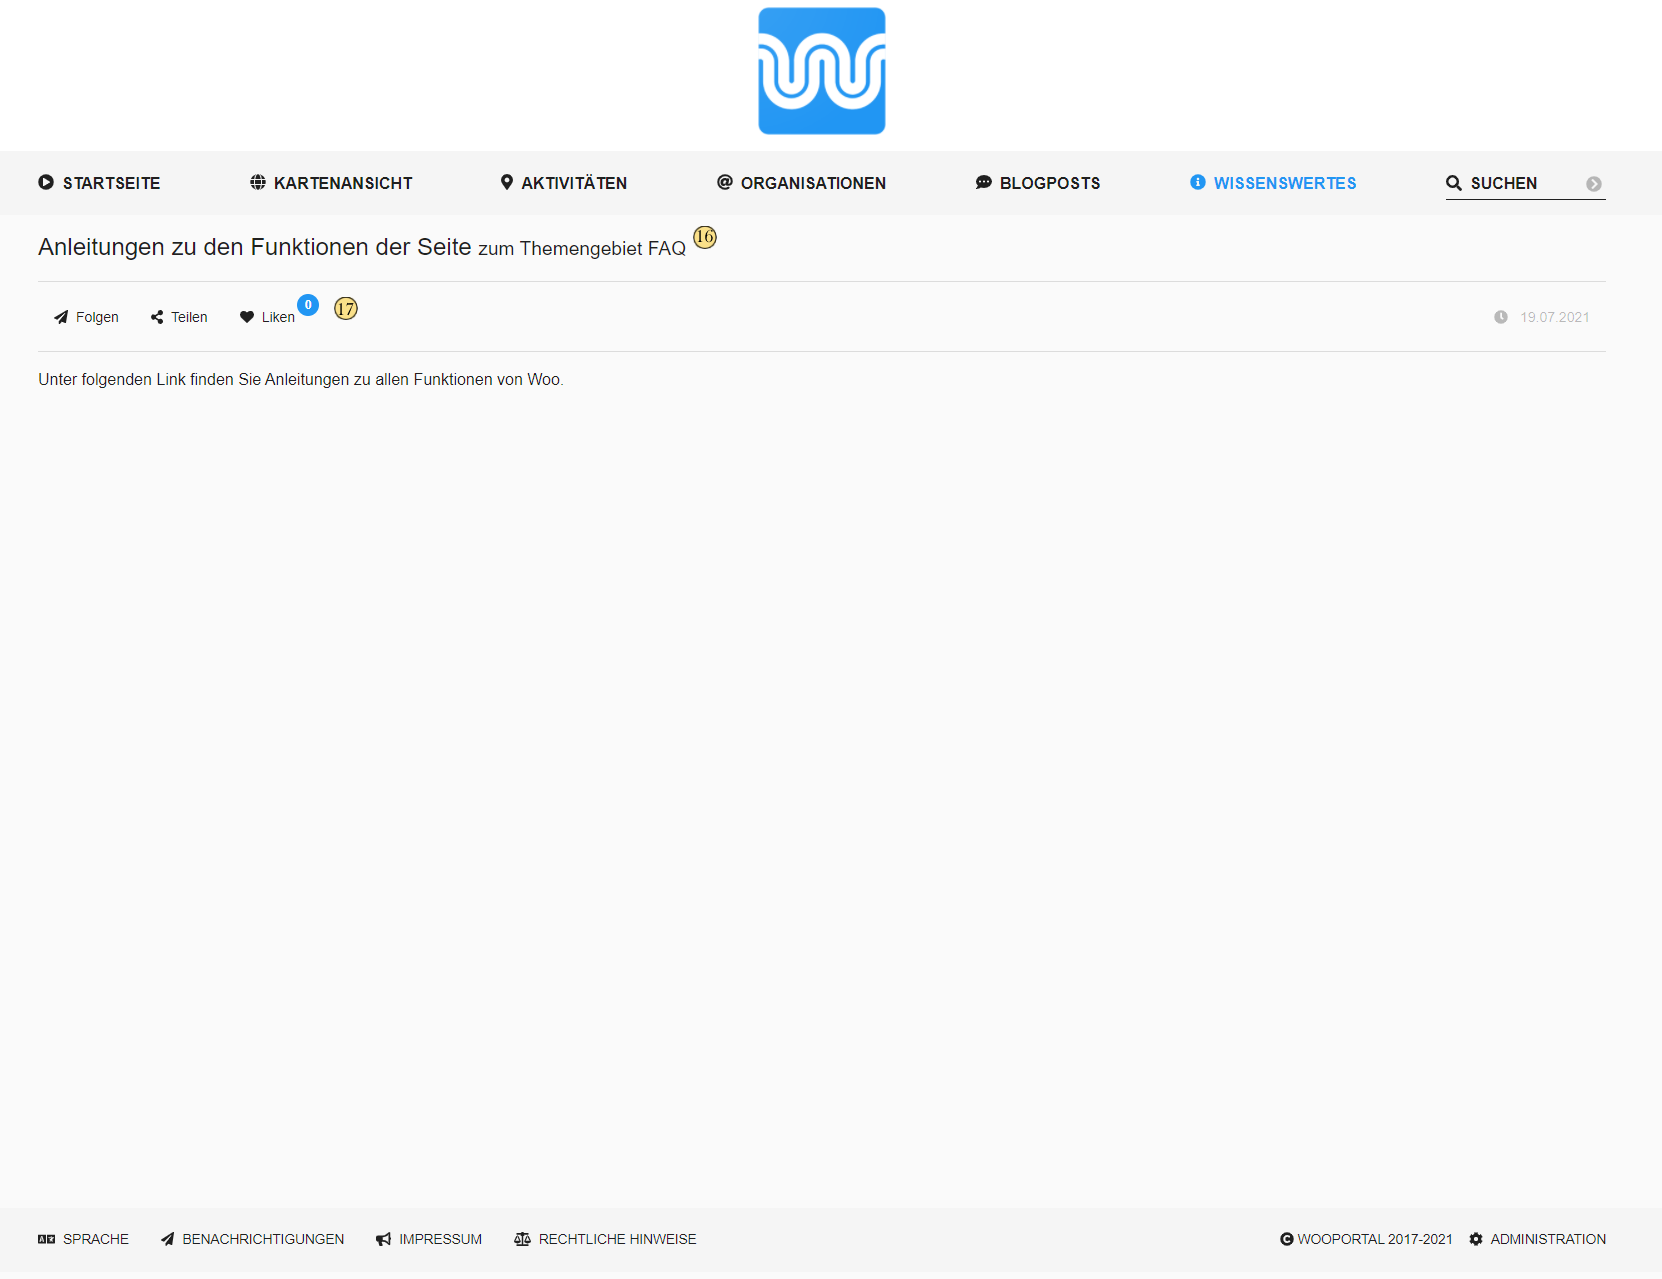 STARTSEITE KARTENANSICHT AKTIVITÄTEN ORGANISATIONEN BLOGPOSTS WISSENSWERTES SUCHEN
Anleitungen zu den Funktionen der Seite zum Themengebiet FAQ 16
Folgen Teilen Liken 0 17 19.07.2021
Unter folgenden Link finden Sie Anleitungen zu allen Funktionen von Woo.
SPRACHE BENACHRICHTIGUNGEN IMPRESSUM RECHTLICHE HINWEISE WOOPORTAL 2017-2021 ADMINISTRATION